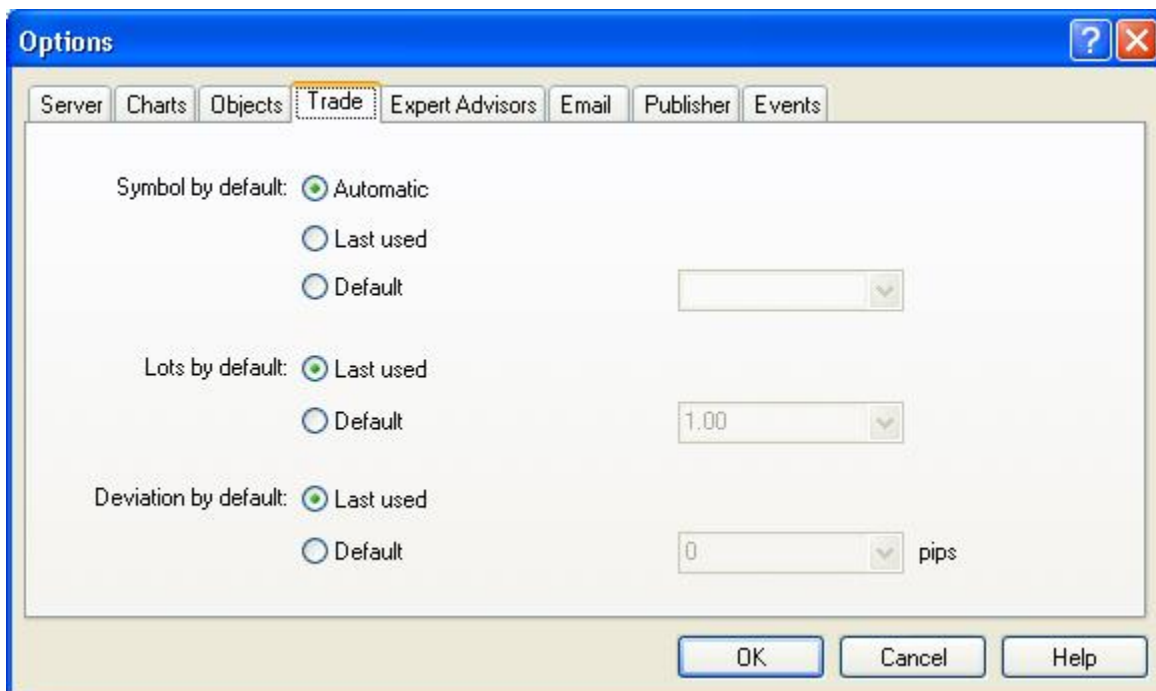 Options
Server Charts Objects Trade Expert Advisors Email Publisher Events
Symbol by default: Automatic
Last used
Default
Lots by default: Last used
Default 1.00
Deviation by default: Last used
Default 0 pips
OK Cancel Help